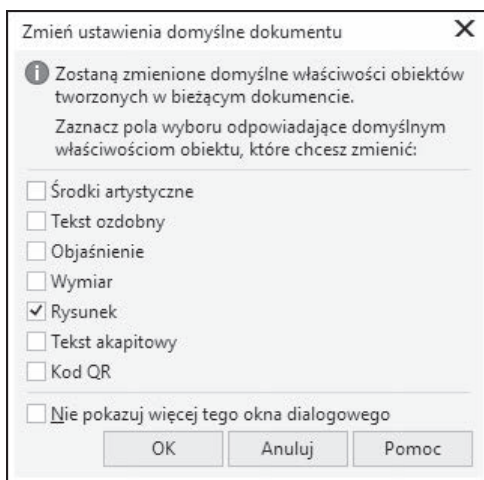 Zmień ustawienia domyślne dokumentu
Zostaną zmienione domyślne właściwości obiektów
tworzonych w bieżącym dokumencie.
Zaznacz pola wyboru odpowiadające domyślnym
właściwościom obiektu, które chcesz zmienić:
Środki artystyczne
Tekst ozdobny
Objaśnienie
Wymiar
Rysunek
Tekst akapitowy
Kod QR
Nie pokazuj więcej tego okna dialogowego
OK Anuluj Pomoc